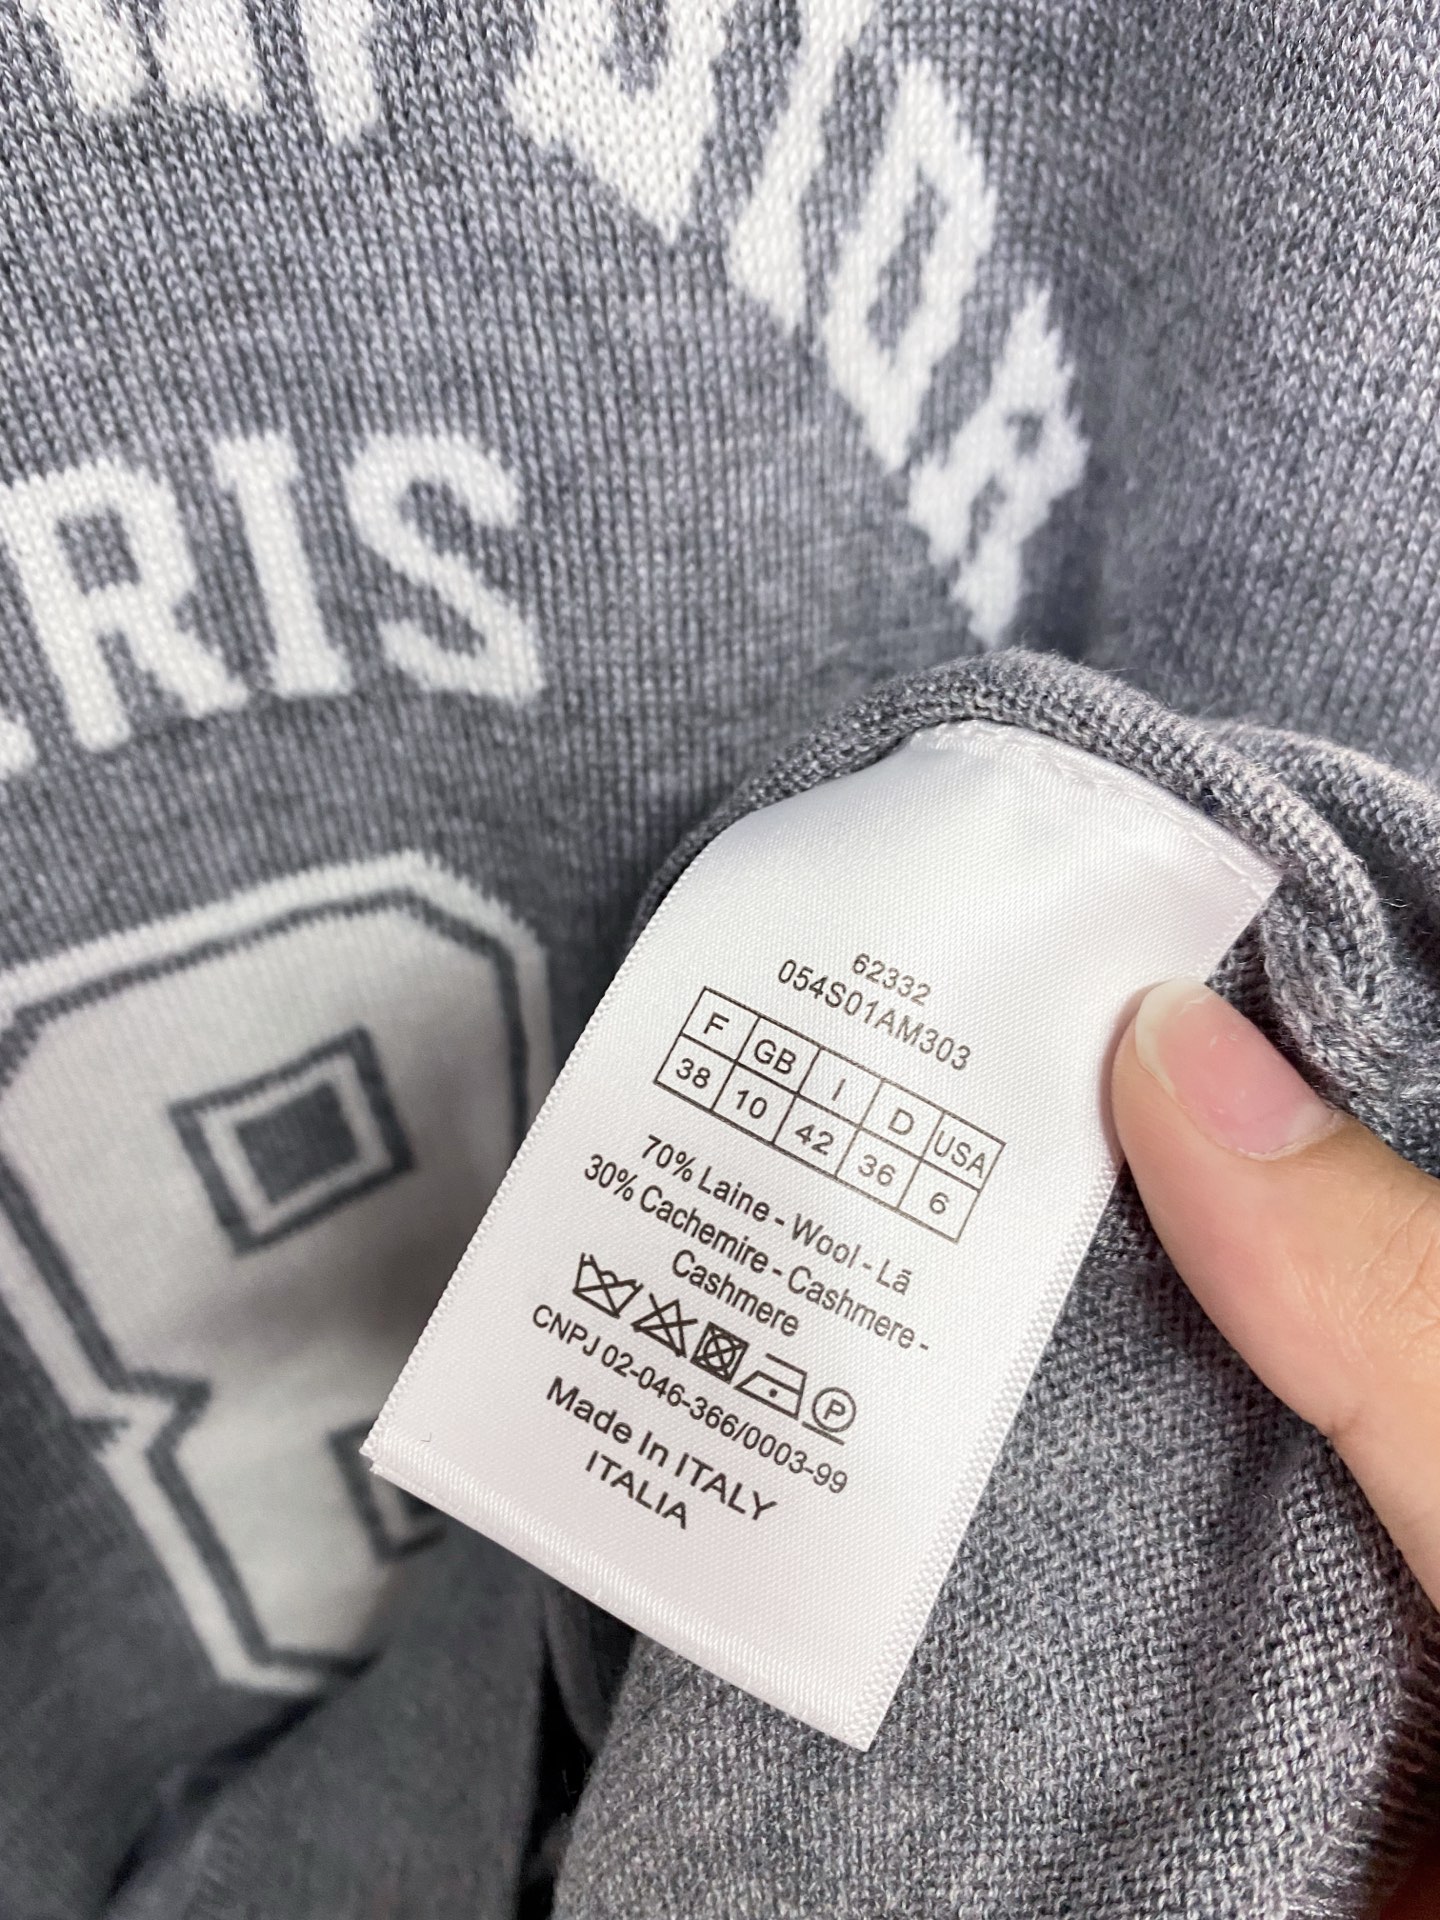 RIS
8
62332
054S01AM303
F GB I D USA
38 10 42 36 6
70% Laine - Wool - Lã
30% Cachemire - Cashmere -
Cashmere
P
CNPJ 02-046-366/0003-99
Made In ITALY
ITALIA